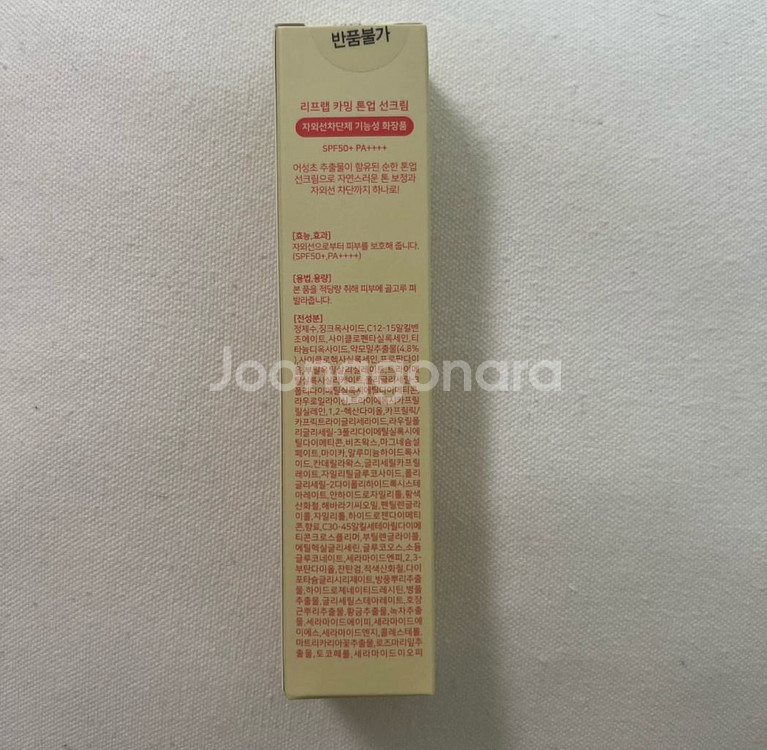 반품불가
리프랩 카밍 톤업 선크림
자외선차단제 기능성 화장품
SPF50+ PA++++
어성초 추출물이 함유된 순한 톤업
선크림으로 자연스러운 톤 보정과
자외선 차단까지 하나로!
[효능,효과]
자외선으로부터 피부를 보호해 줍니다.
(SPF50+,PA++++)
[용법,용량]
본 품을 적당량 취해 피부에 골고루 펴
발라줍니다.
[전성분]
정제수,징크옥사이드,C12-15알킬벤
조에이트,사이클로펜타실록세인,티
타늄디옥사이드,약모밀추출물(4.8%
),사이클로헥사실록세인,프로판다이
Joonggonara
필실레인,1,2-헥산다이올,카프릴릭/
카프릭트라이글리세라이드,라우릴폴
리글리세릴-3폴리다이메틸실록시에
틸다이메티콘,비즈왁스,마그네슘설
페이트,마이카,알루미늄하이드록사
이드,칸데릴라왁스,글리세릴카프릴
레이트,자일리틸글루코사이드,폴리
글리세릴-2다이폴리하이드록시스테
아레이트,안하이드로자일리톨,황색
산화철,해바라기씨오일,펜틸렌글라
이콜,자일리톨,하이드로젠다이메티
콘,향료,C30-45알킬세테아릴다이메
티콘크로스폴리머,부틸렌글라이콜,
에틸헥실글리세린,글루코오스,소듐
글루코네이트,세라마이드엔피,2,3-
부탄다이올,잔탄검,적색산화철,다이
포타슘글리시리제이트,방풍뿌리추출
물,하이드로제네이티드레시틴,병풀
추출물,글리세릴스테아레이트,호장
근뿌리추출물,황금추출물,녹차추출
물,세라마이드에이피,세라마이드에
이에스,세라마이드엔지,콜레스테롤,
마트리카리아꽃추출물,로즈마리잎추
출물,토코페롤,세라마이드이오피